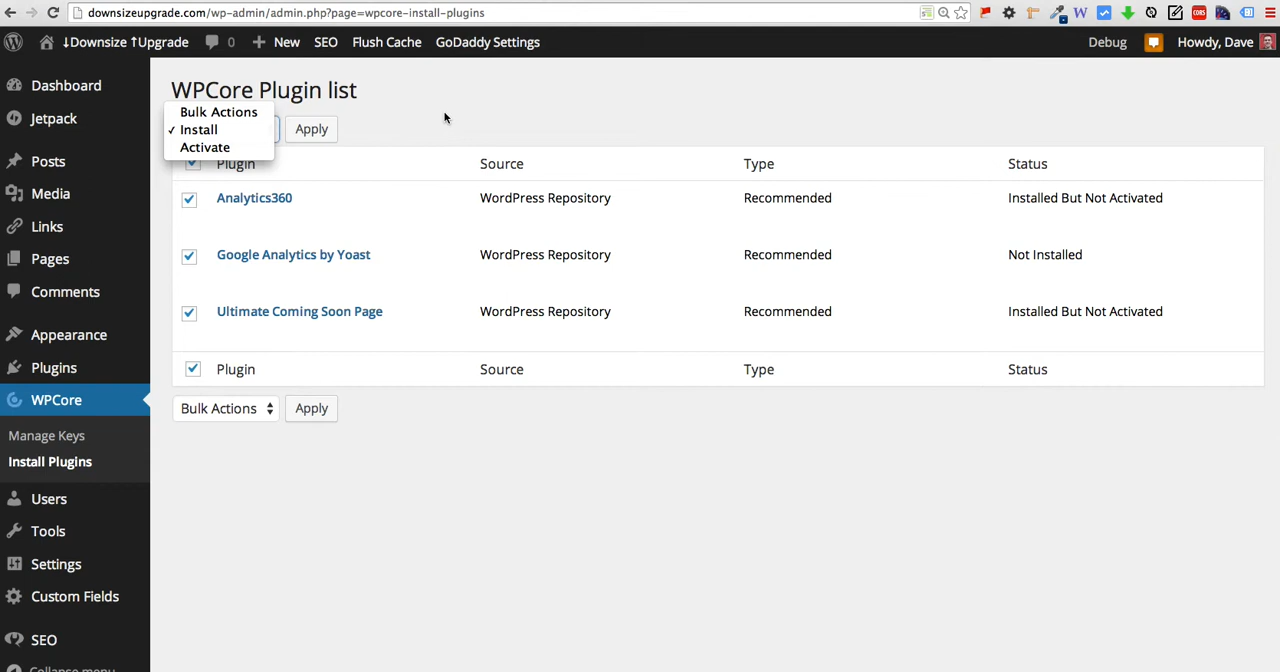 downsizeupgrade.com/wp-admin/admin.php?page=wpcore-install-plugins
↓Downsize ↑Upgrade 0 New SEO Flush Cache GoDaddy Settings Debug Howdy, Dave
Dashboard
Jetpack
Posts
Media
Links
Pages
Comments
Appearance
Plugins
WPCore
Manage Keys
Install Plugins
Users
Tools
Settings
Custom Fields
SEO
Collapse menu
WPCore Plugin list
Bulk Actions
✓ Install
Activate
Apply
Plugin Source Type Status
Analytics360 WordPress Repository Recommended Installed But Not Activated
Google Analytics by Yoast WordPress Repository Recommended Not Installed
Ultimate Coming Soon Page WordPress Repository Recommended Installed But Not Activated
Plugin Source Type Status
Bulk Actions Apply